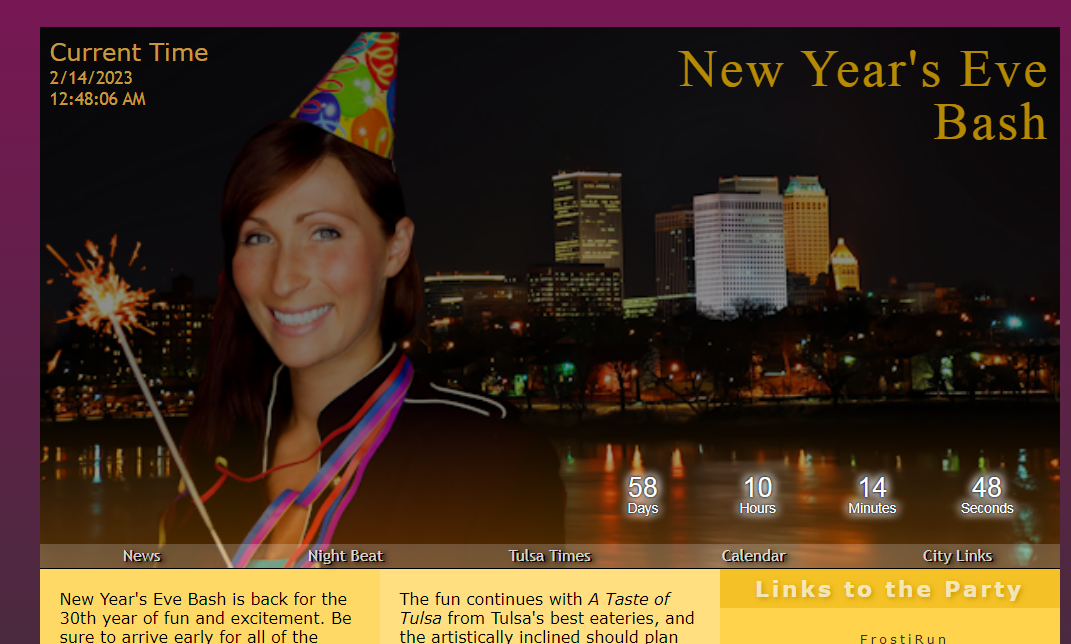 Current Time
2/14/2023
12:48:06 AM
New Year's Eve
Bash
58
Days
10
Hours
14
Minutes
48
Seconds
News
Night Beat
Tulsa Times
Calendar
City Links
New Year's Eve Bash is back for the
30th year of fun and excitement. Be
sure to arrive early for all of the
The fun continues with A Taste of
Tulsa from Tulsa's best eateries, and
the artistically inclined should plan
Links to the Party
FrostiRun